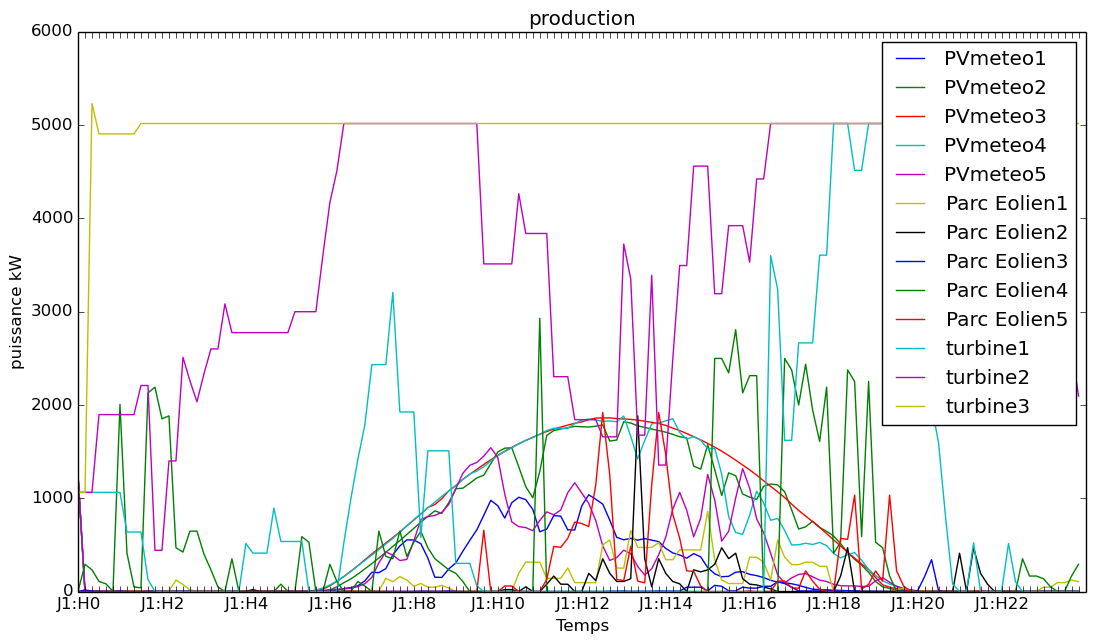 production
6000
5000
4000
3000
2000
1000
0
puissance kW
J1:H0 J1:H2 J1:H4 J1:H6 J1:H8 J1:H10 J1:H12 J1:H14 J1:H16 J1:H18 J1:H20 J1:H22
Temps
PVmeteo1
PVmeteo2
PVmeteo3
PVmeteo4
PVmeteo5
Parc Eolien1
Parc Eolien2
Parc Eolien3
Parc Eolien4
Parc Eolien5
turbine1
turbine2
turbine3